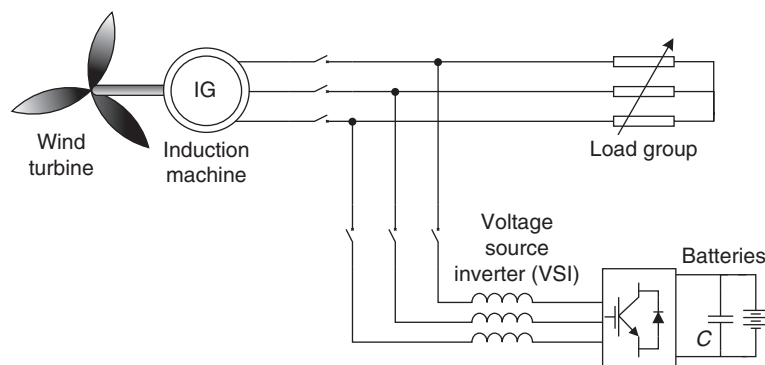 IG
Wind
turbine
Induction
machine
Load group
Voltage
source
inverter (VSI)
Batteries
C